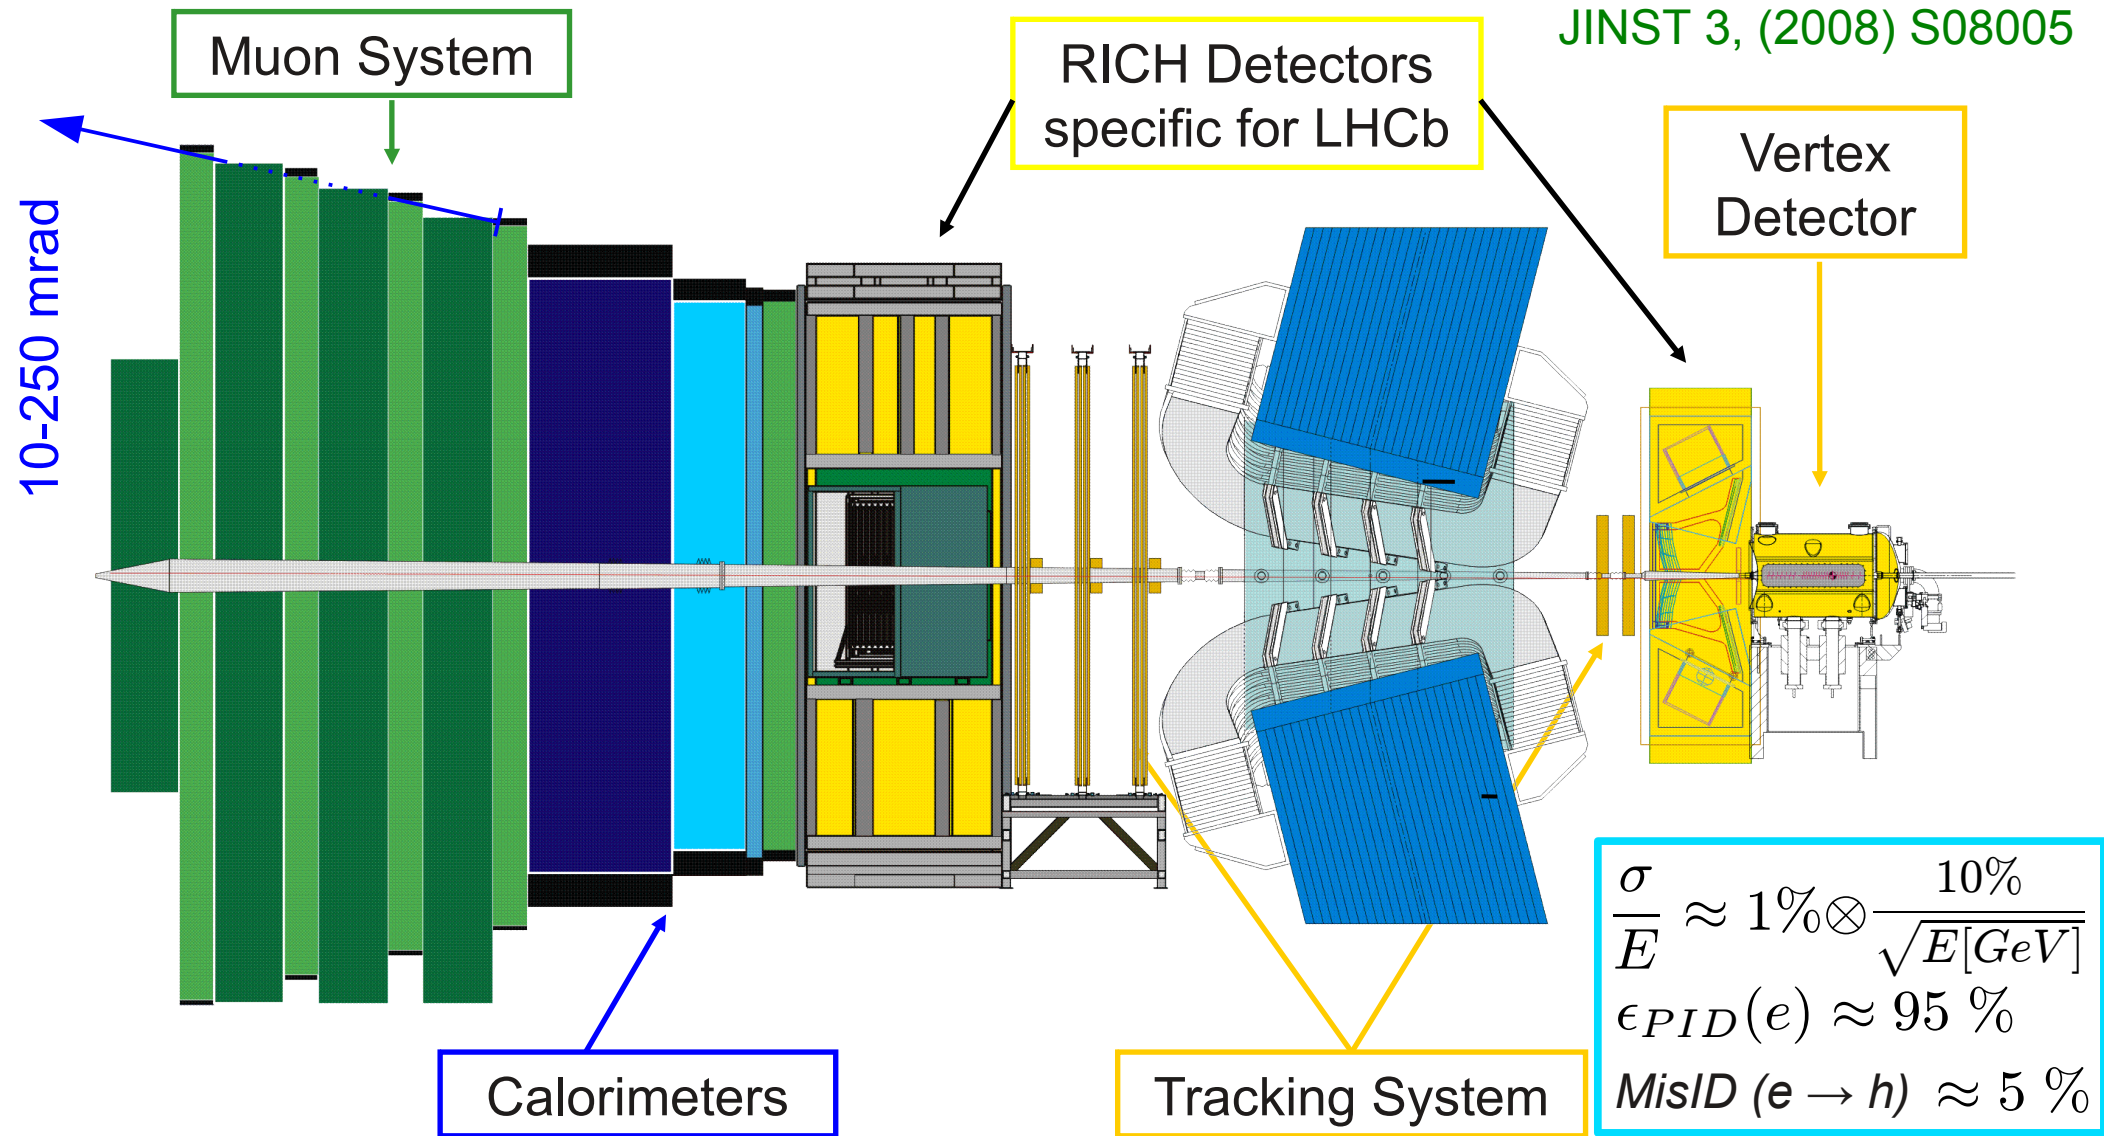 JINST 3, (2008) S08005
Muon System
RICH Detectors
specific for LHCb
Vertex
Detector
10-250 mrad
σ/E ≈ 1%⊗ 10%/√E[GeV]
ϵPID(e) ≈ 95 %
MisID (e → h) ≈ 5 %
Calorimeters
Tracking System